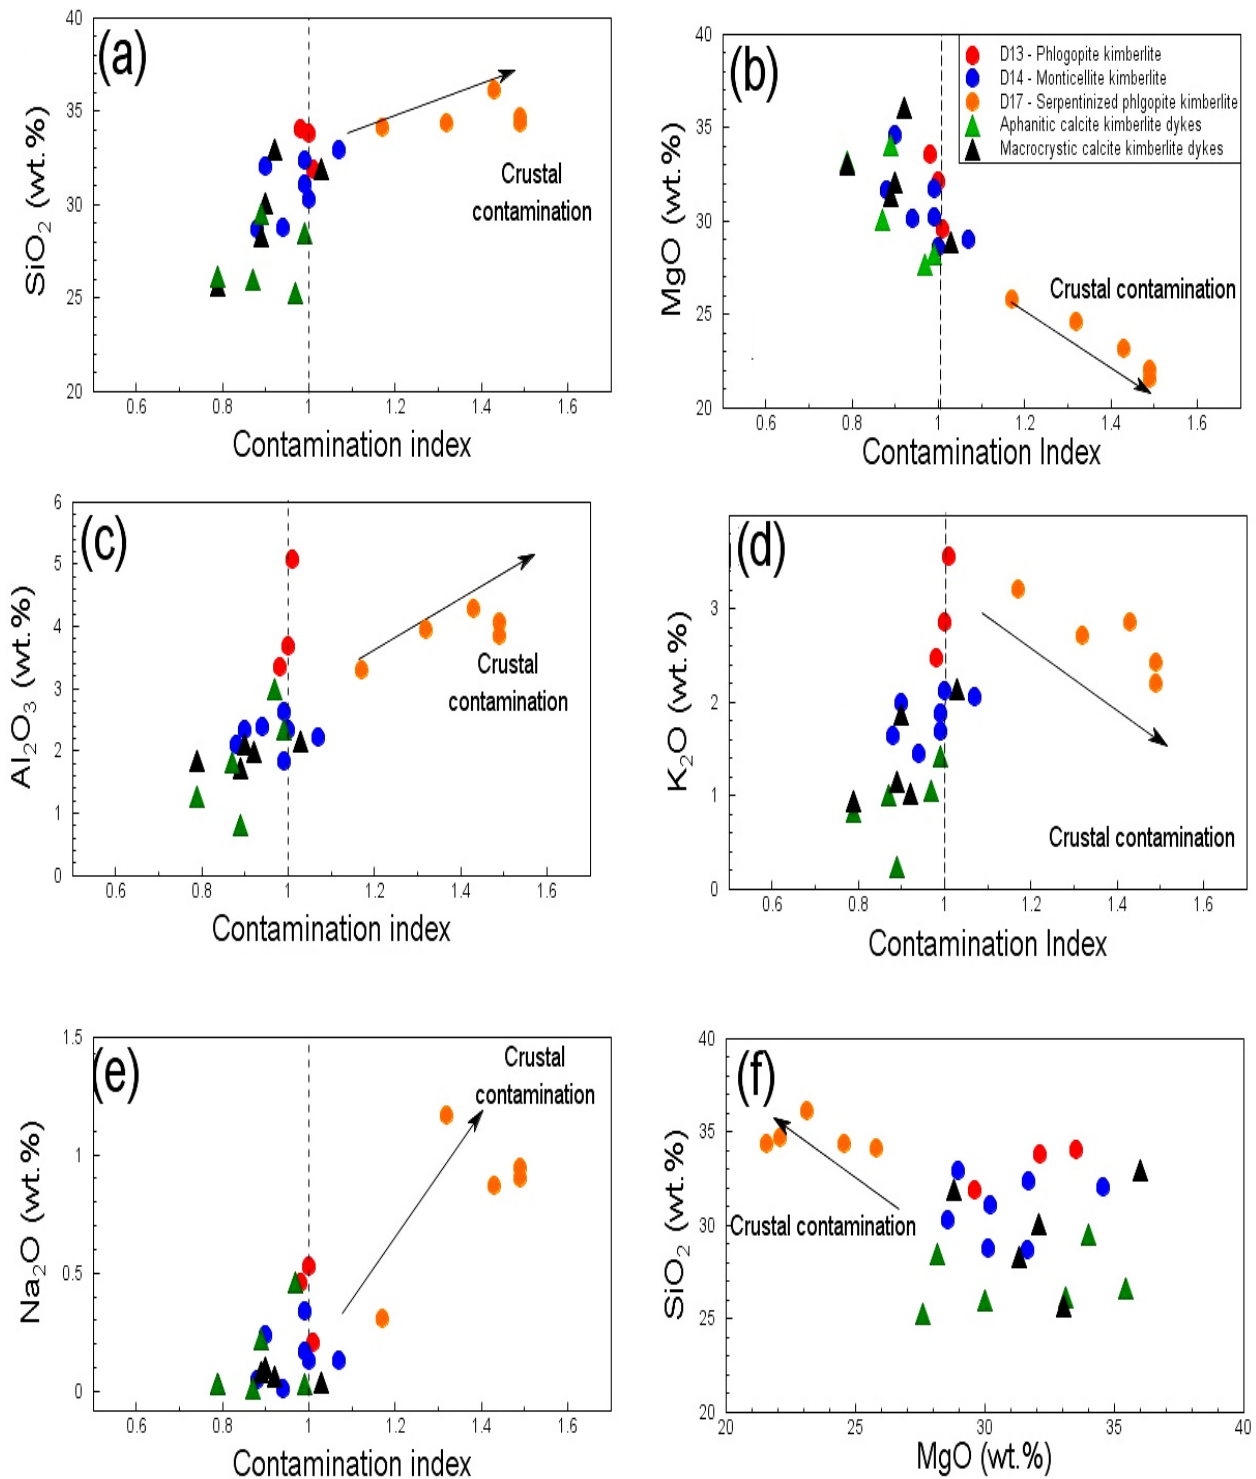 (a)
40
35
30
25
20
SiO2 (wt.%)
0.6 0.8 1 1.2 1.4 1.6
Contamination index
Crustal
contamination
(b)
40
35
30
25
20
MgO (wt.%)
D13 - Phlogopite kimberlite
D14 - Monticellite kimberlite
D17 - Serpentinized phlgopite kimberlite
Aphanitic calcite kimberlite dykes
Macrocrystic calcite kimberlite dykes
Crustal contamination
0.6 0.8 1 1.2 1.4 1.6
Contamination Index
(c)
6
5
4
3
2
1
0
Al2O3 (wt.%)
Crustal
contamination
0.6 0.8 1 1.2 1.4 1.6
Contamination index
(d)
3
2
1
0
K2O (wt.%)
Crustal contamination
0.6 0.8 1 1.2 1.4 1.6
Contamination Index
(e)
1.5
1
0.5
0
Na2O (wt.%)
Crustal
contamination
0.6 0.8 1 1.2 1.4 1.6
Contamination index
(f)
40
35
30
25
20
SiO2 (wt.%)
Crustal contamination
20 25 30 35 40
MgO (wt.%)